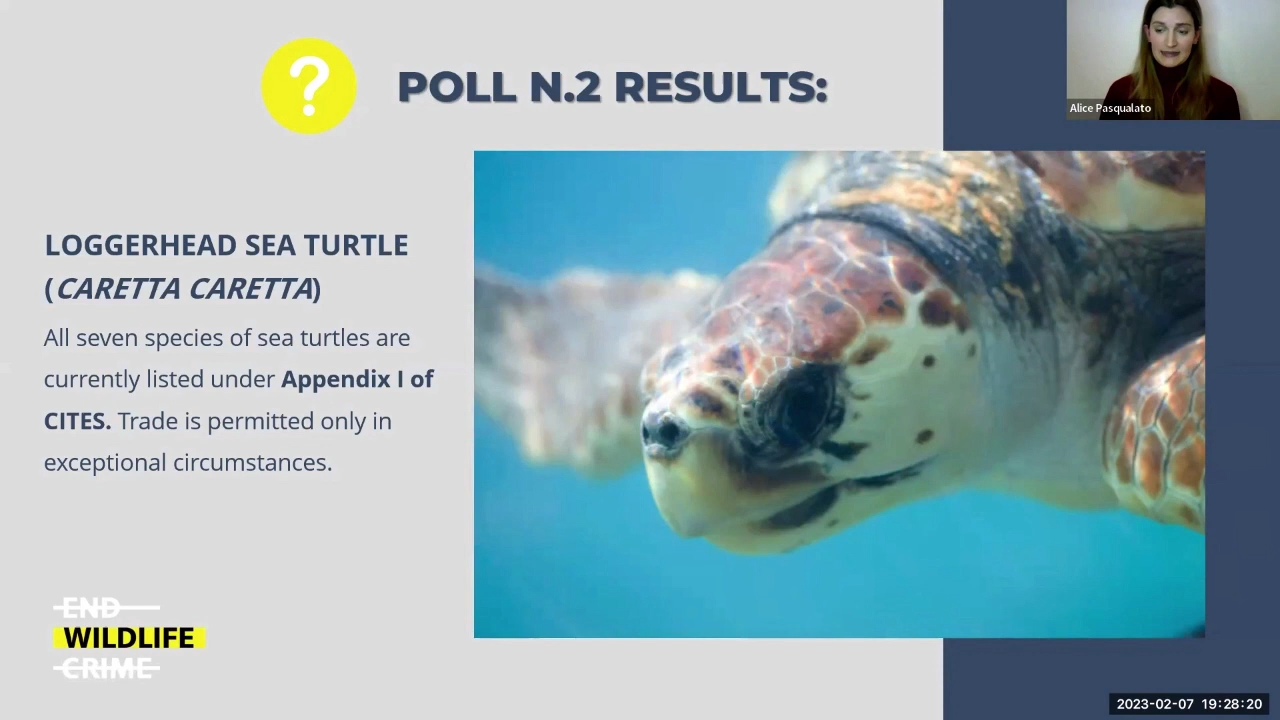 ?
POLL N.2 RESULTS:
Alice Pasqualato
LOGGERHEAD SEA TURTLE
(CARETTA CARETTA)
All seven species of sea turtles are
currently listed under Appendix I of
CITES. Trade is permitted only in
exceptional circumstances.
END
WILDLIFE
CRIME
2023-02-07 19:28:20